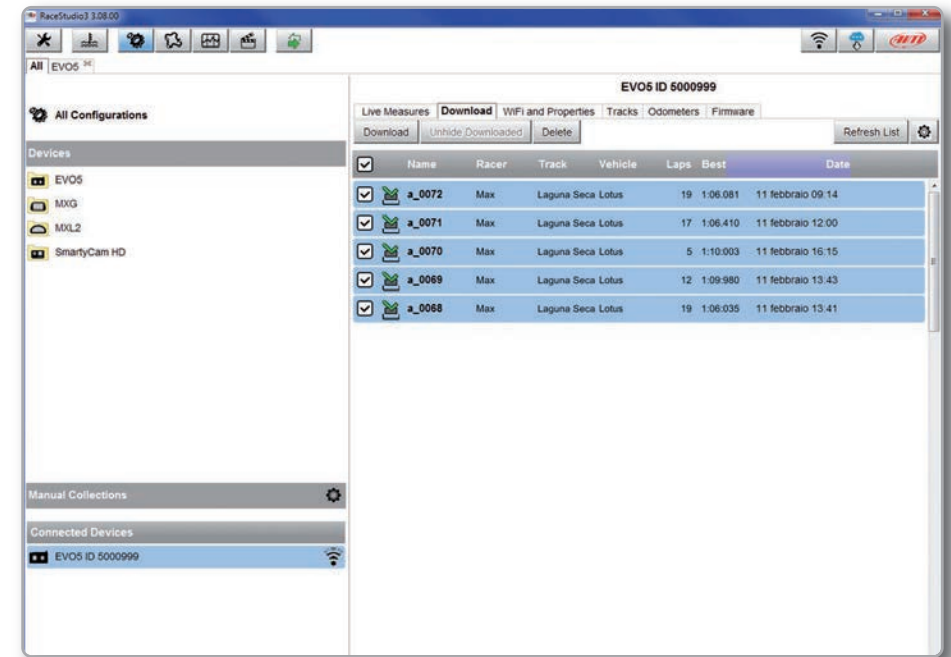 RaceStudio3 3.08.00
AiM
All EVO5
EVO5 ID 5000999
All Configurations
Live Measures Download WiFi and Properties Tracks Odometers Firmware
Download Unhide Downloaded Delete Refresh List
Devices
Name Racer Track Vehicle Laps Best Date
EVO5
MXG
MXL2
SmartyCam HD
a_0072 Max Laguna Seca Lotus 19 1:06.081 11 febbraio 09:14
a_0071 Max Laguna Seca Lotus 17 1:06.410 11 febbraio 12:00
a_0070 Max Laguna Seca Lotus 5 1:10:003 11 febbraio 16:15
a_0069 Max Laguna Seca Lotus 12 1:09:980 11 febbraio 13:43
a_0068 Max Laguna Seca Lotus 19 1:06:035 11 febbraio 13:41
Manual Collections
Connected Devices
EVO5 ID 5000999